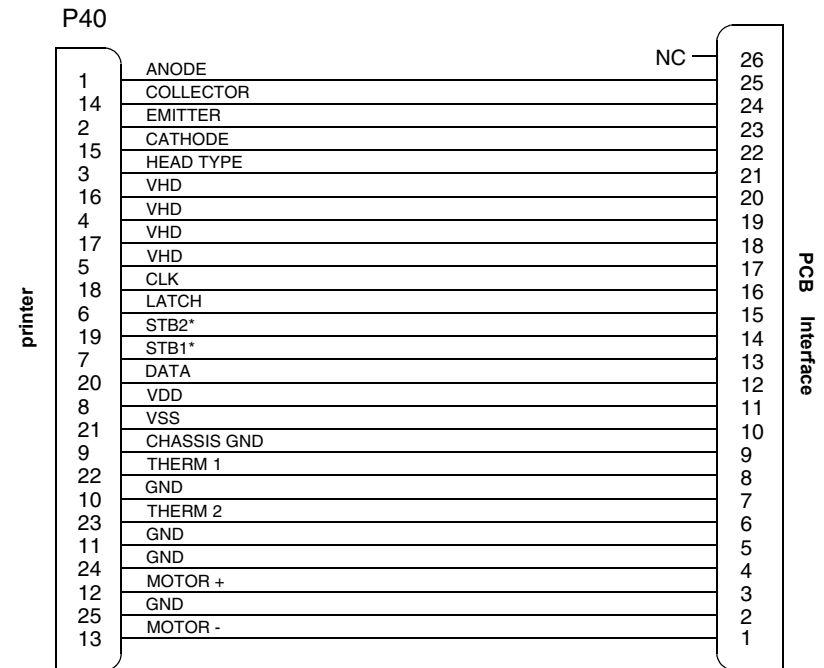 P40
NC 26
1 ANODE 25
14 COLLECTOR 24
2 EMITTER 23
15 CATHODE 22
3 HEAD TYPE 21
16 VHD 20
4 VHD 19
17 VHD 18
5 VHD 17
18 CLK 16
6 LATCH 15
19 STB2* 14
7 STB1* 13
20 DATA 12
8 VDD 11
21 VSS 10
9 CHASSIS GND 9
22 THERM 1 8
10 GND 7
23 THERM 2 6
11 GND 5
24 GND 4
12 MOTOR + 3
25 GND 2
13 MOTOR - 1
printer
PCB Interface